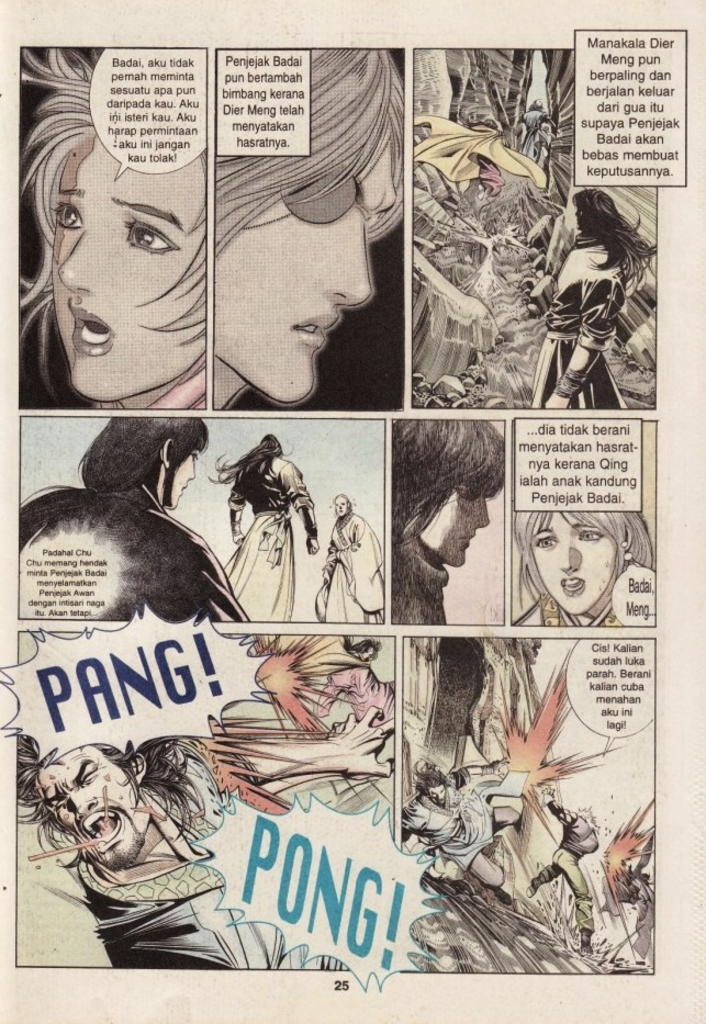 Badai, aku tidak
pernah meminta
sesuatu apa pun
daripada kau. Aku
ini isteri kau. Aku
harap permintaan
aku ini jangan
kau tolak!
Penjejak Badai
pun bertambah
bimbang kerana
Dier Meng telah
menyatakan
hasratnya.
Manakala Dier
Meng pun
berpaling dan
berjalan keluar
dari gua itu
supaya Penjejak
Badai akan
bebas membuat
keputusannya.
Padahal Chu
Chu memang hendak
minta Penjejak Badai
menyelamatkan
Penjejak Awan
dengan intisari naga
itu. Akan tetapi...
...dia tidak berani
menyatakan hasrat-
nya kerana Qing
ialah anak kandung
Penjejak Badai.
Badai,
Meng...
PANG!
PONG!
Cis! Kalian
sudah luka
parah. Berani
kalian cuba
menahan
aku ini
lagi!
25